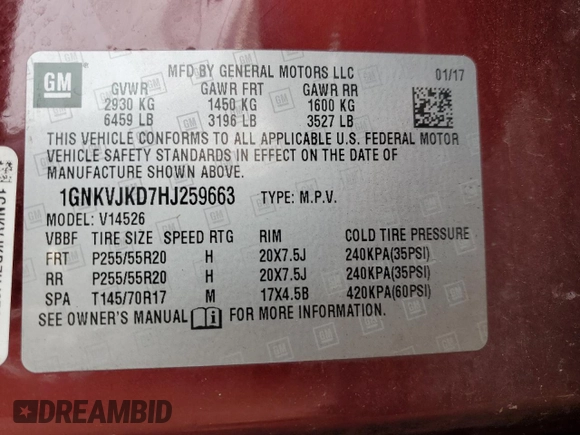 GM
MFD BY GENERAL MOTORS LLC 01/17
GVWR GAWR FRT GAWR RR
2930 KG 1450 KG 1600 KG
6459 LB 3196 LB 3527 LB
THIS VEHICLE CONFORMS TO ALL APPLICABLE U.S. FEDERAL MOTOR
VEHICLE SAFETY STANDARDS IN EFFECT ON THE DATE OF
MANUFACTURE SHOWN ABOVE.
1GNKVJKD7HJ259663 TYPE: M.P.V.
MODEL: V14526
VBBF TIRE SIZE SPEED RTG RIM COLD TIRE PRESSURE
FRT P255/55R20 H 20X7.5J 240KPA(35PSI)
RR P255/55R20 H 20X7.5J 240KPA(35PSI)
SPA T145/70R17 M 17X4.5B 420KPA(60PSI)
SEE OWNER'S MANUAL FOR MORE INFORMATION.
DREAMBID